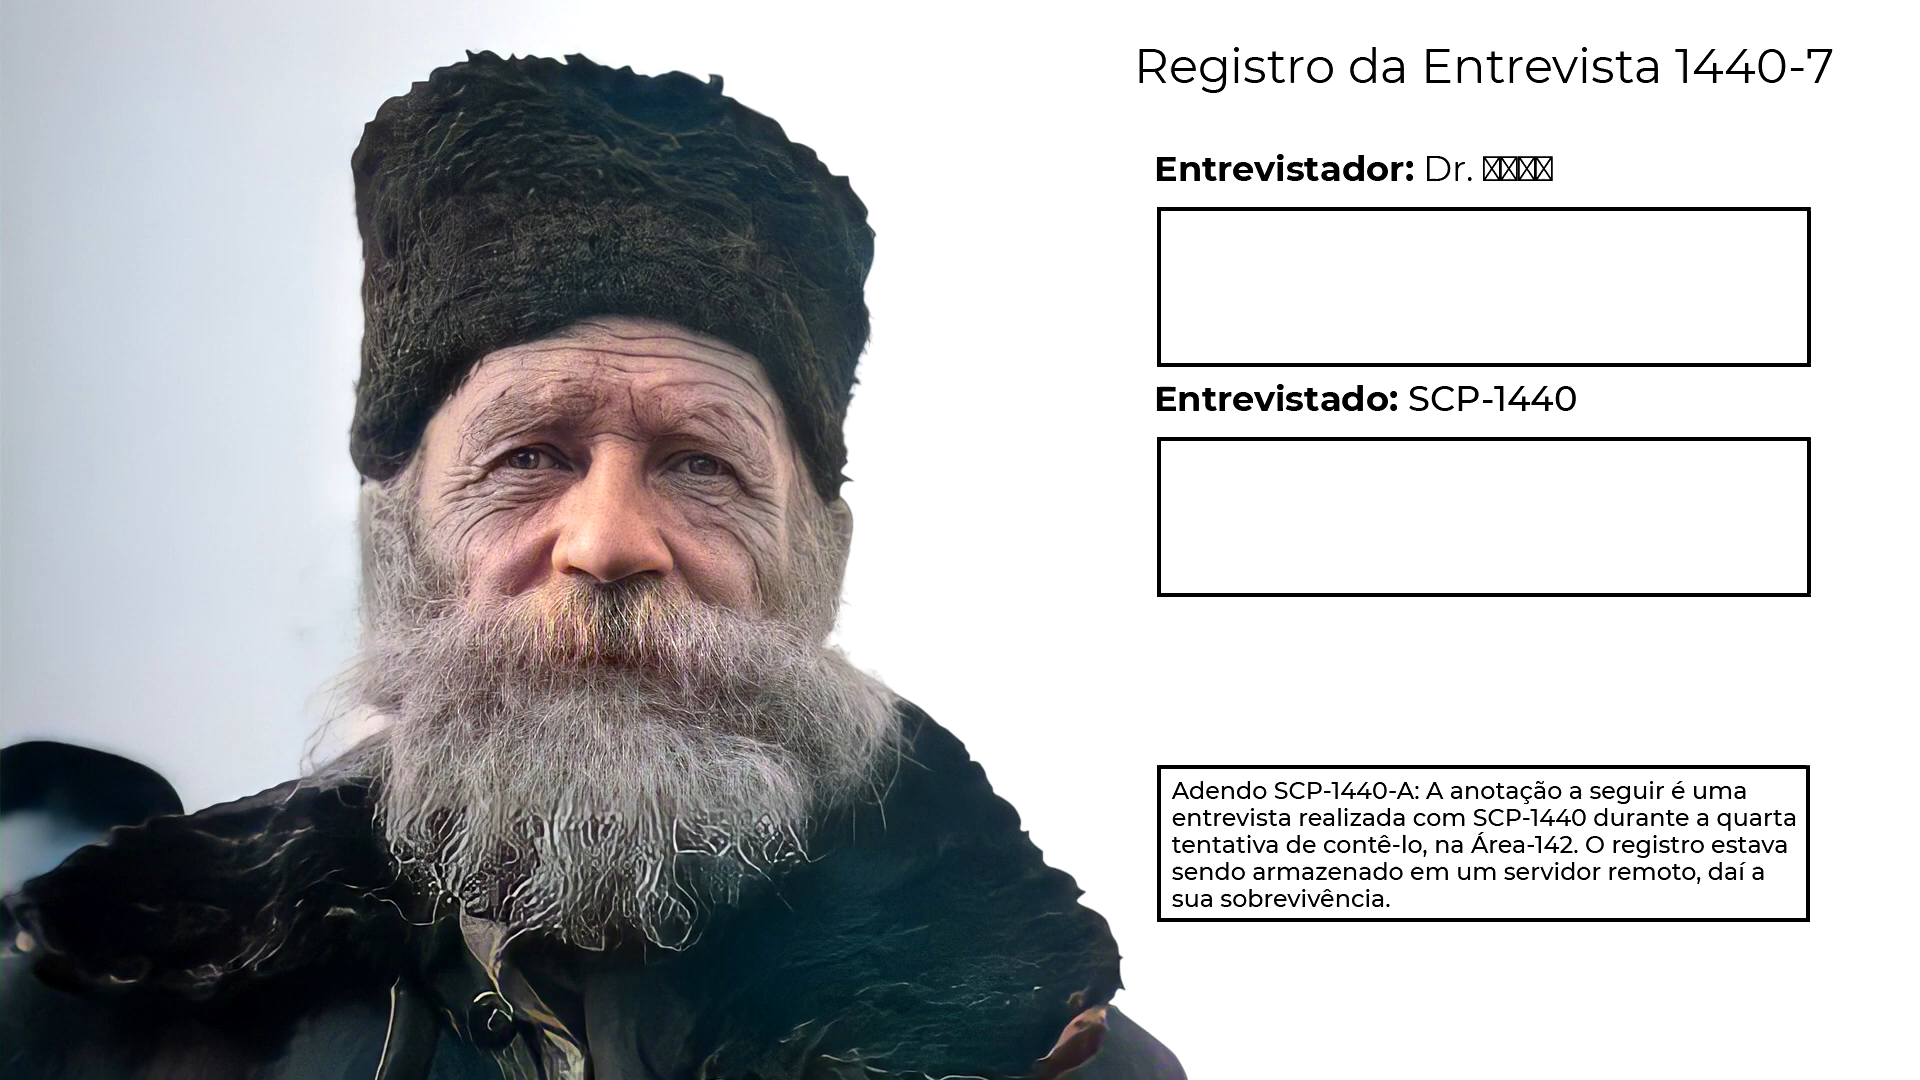 Registro da Entrevista 1440-7
Entrevistador: Dr.
Entrevistado: SCP-1440
Adendo SCP-1440-A: A anotação a seguir é uma
entrevista realizada com SCP-1440 durante a quarta
tentativa de contê-lo, na Área-142. O registro estava
sendo armazenado em um servidor remoto, daí a
sua sobrevivência.